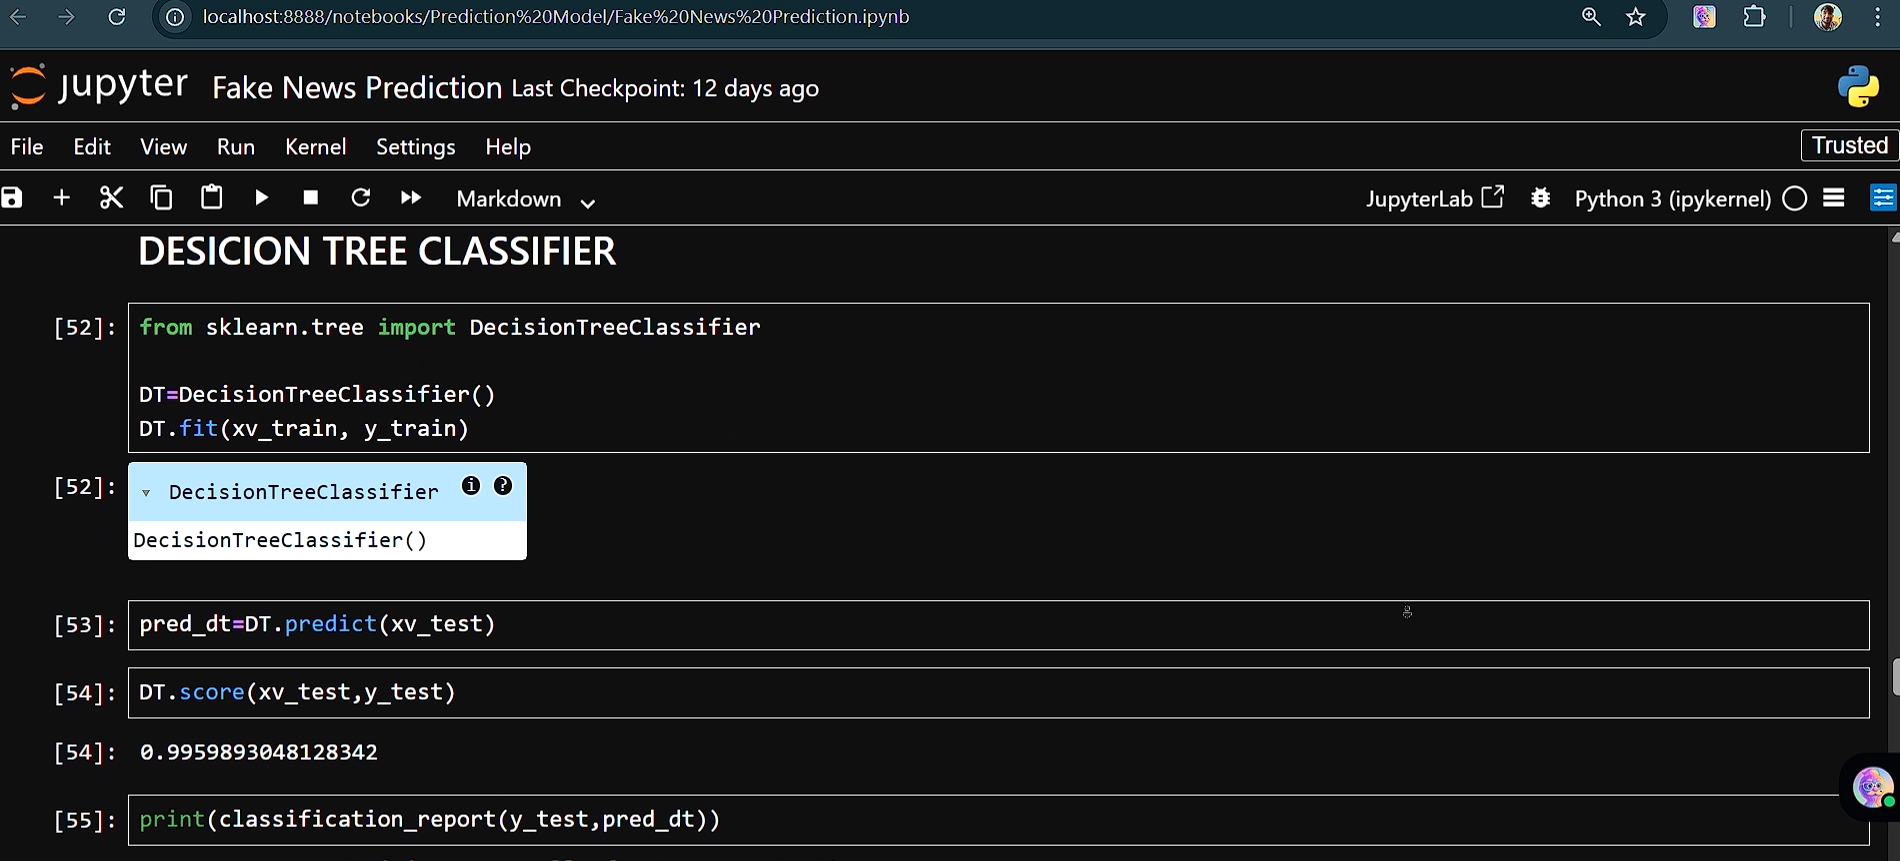 localhost:8888/notebooks/Prediction%20Model/Fake%20News%20Prediction.ipynb
jupyter Fake News Prediction Last Checkpoint: 12 days ago
File Edit View Run Kernel Settings Help Trusted
Markdown JupyterLab Python 3 (ipykernel)
DESICION TREE CLASSIFIER
[52]: from sklearn.tree import DecisionTreeClassifier
DT=DecisionTreeClassifier()
DT.fit(xv_train, y_train)
[52]: DecisionTreeClassifier i ?
DecisionTreeClassifier()
[53]: pred_dt=DT.predict(xv_test)
[54]: DT.score(xv_test,y_test)
[54]: 0.9959893048128342
[55]: print(classification_report(y_test,pred_dt))